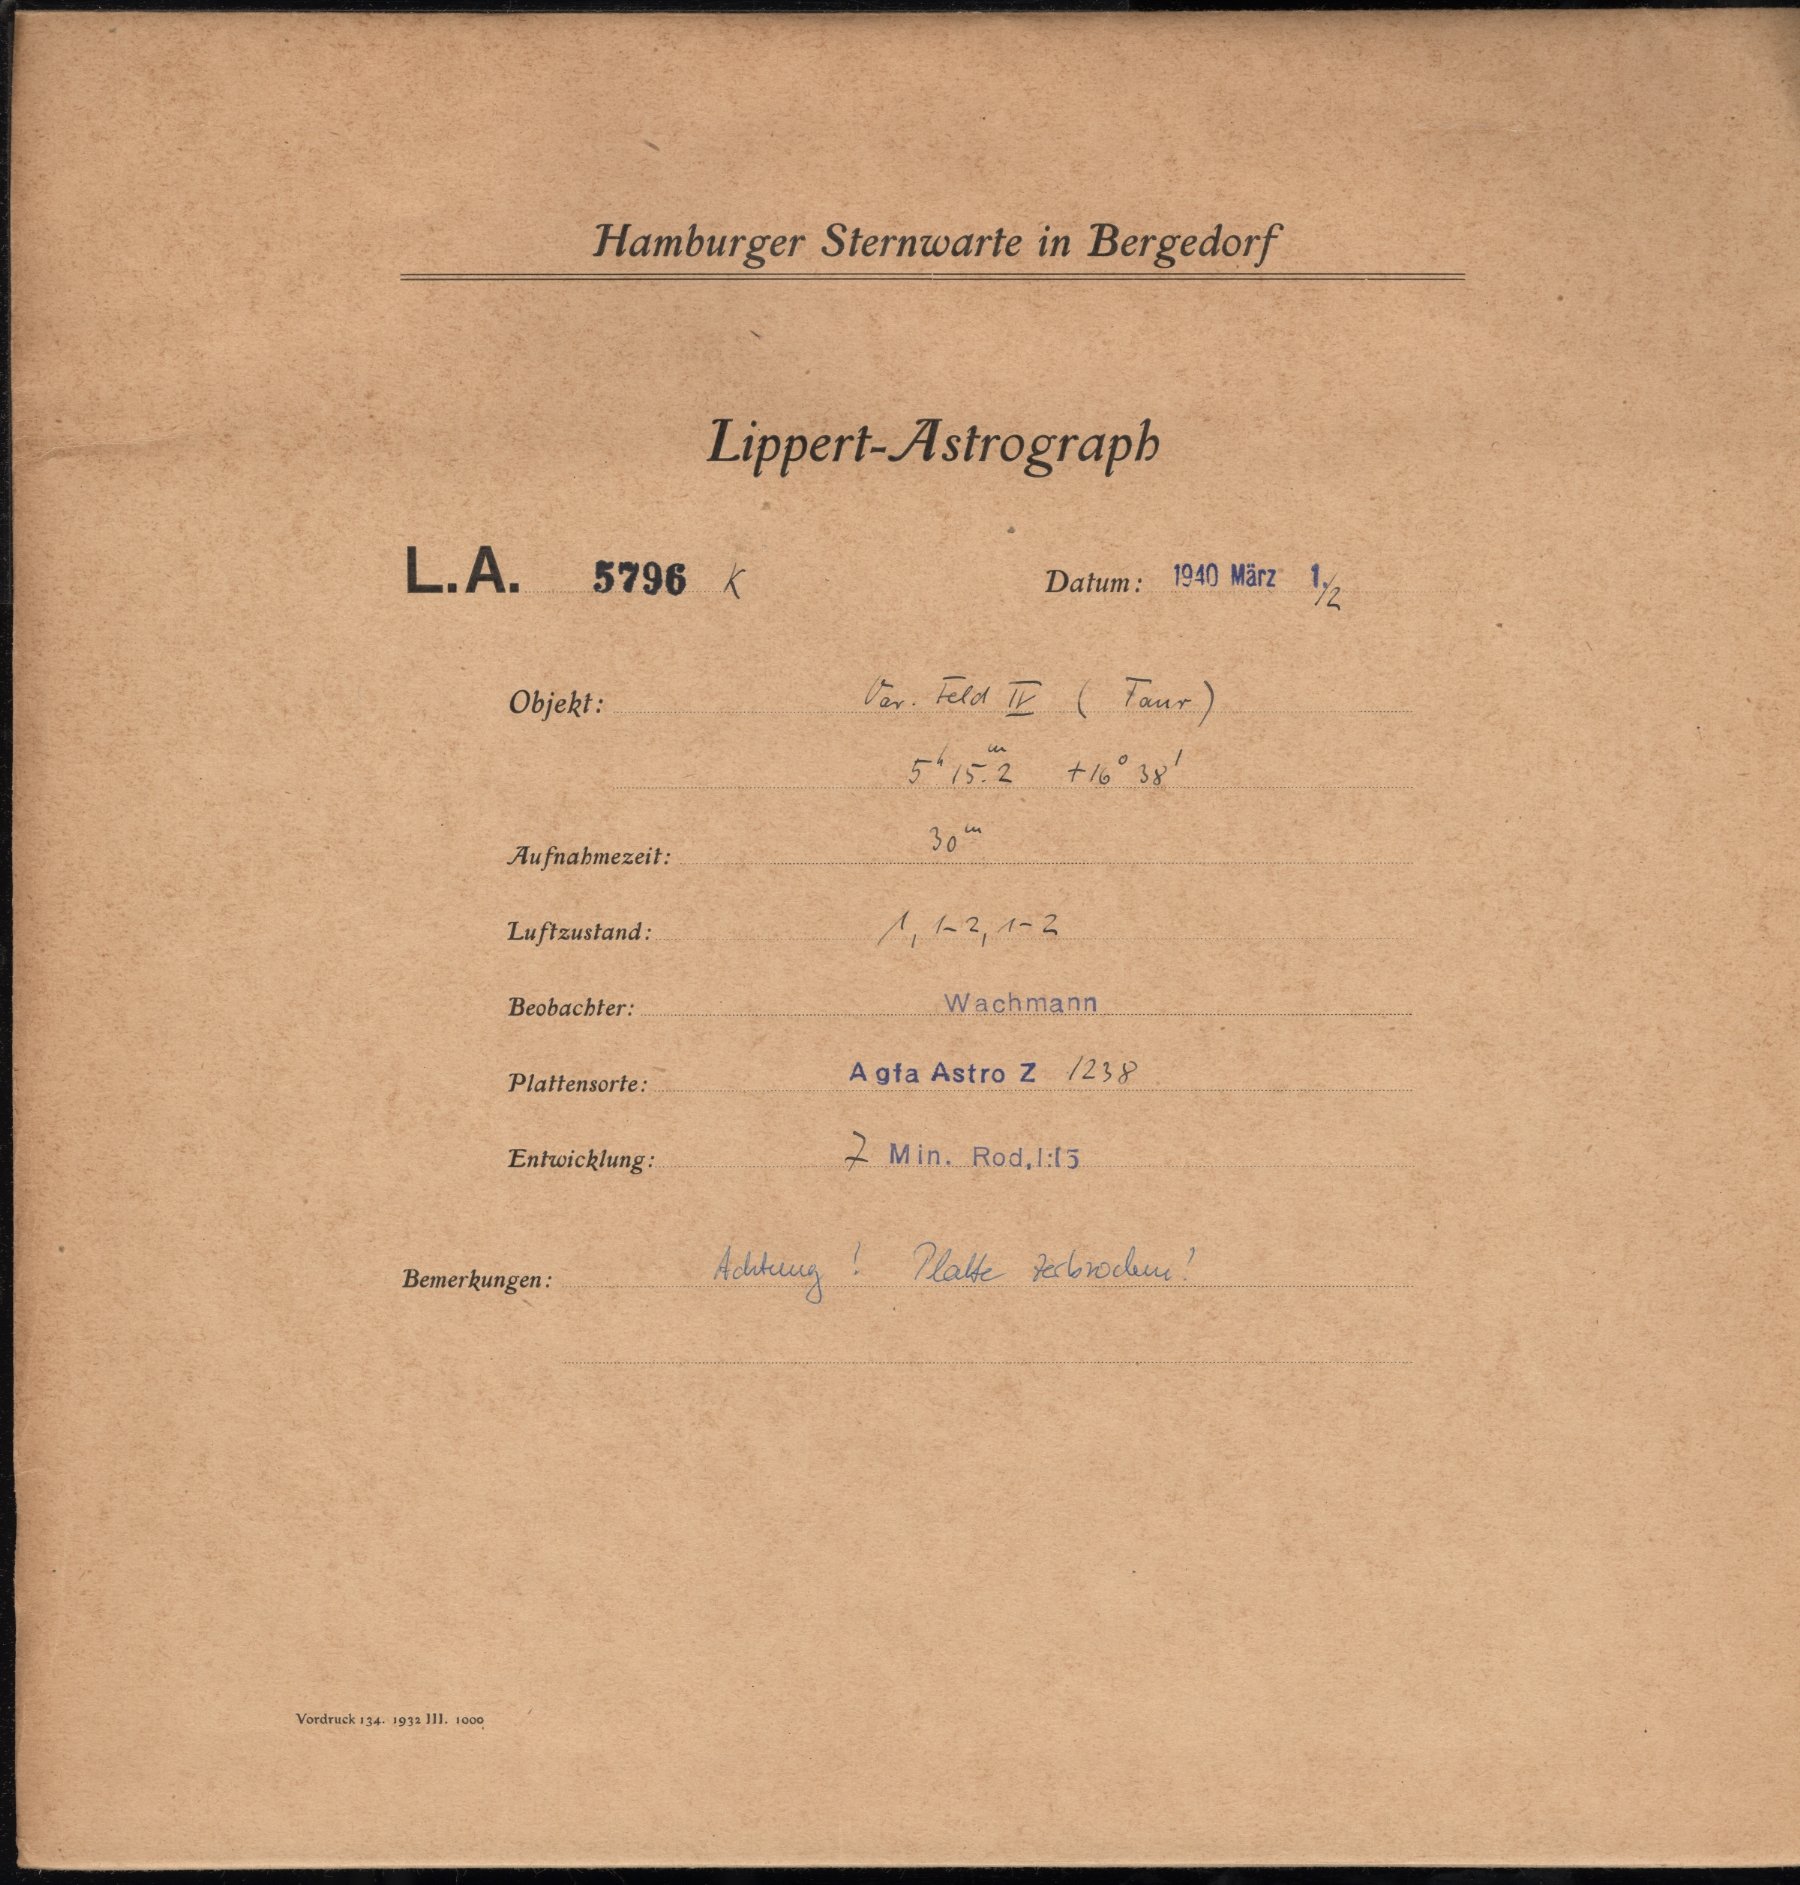 Hamburger Sternwarte in Bergedorf
Lippert-Astrograph
L.A. 5796 K Datum: 1940 März 1./2
Objekt: Var. Feld IV (Taur)
5ʰ 15.ᵐ2 +16° 38'
Aufnahmezeit: 30ᵐ
Luftzustand: 1, 1-2, 1-2
Beobachter: Wachmann
Plattensorte: Agfa Astro Z 1238
Entwicklung: 7 Min. Rod. 1:15
Bemerkungen: Achtung! Platte zerbrochen!
Vordruck 134. 1932 III. 1000